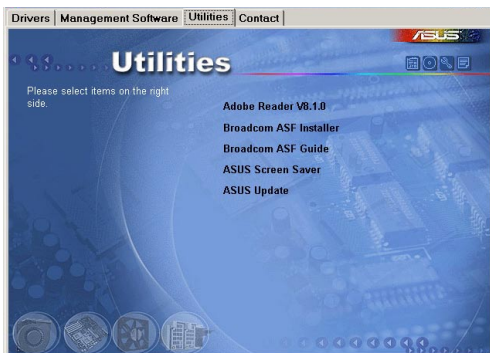 Drivers Management Software Utilities Contact
ASUS
Utilities
Please select items on the right
side.
Adobe Reader V8.1.0
Broadcom ASF Installer
Broadcom ASF Guide
ASUS Screen Saver
ASUS Update